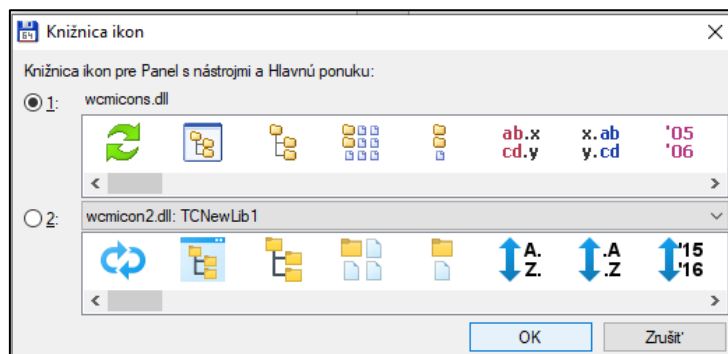 64 Knižnica ikon
Knižnica ikon pre Panel s nástrojmi a Hlavnú ponuku:
1: wcmicons.dll
ab.x x.ab '05
cd.y y.cd '06
2: wcmicon2.dll: TCNewLib1
A. .A '15
Z. .Z '16
OK Zrušiť